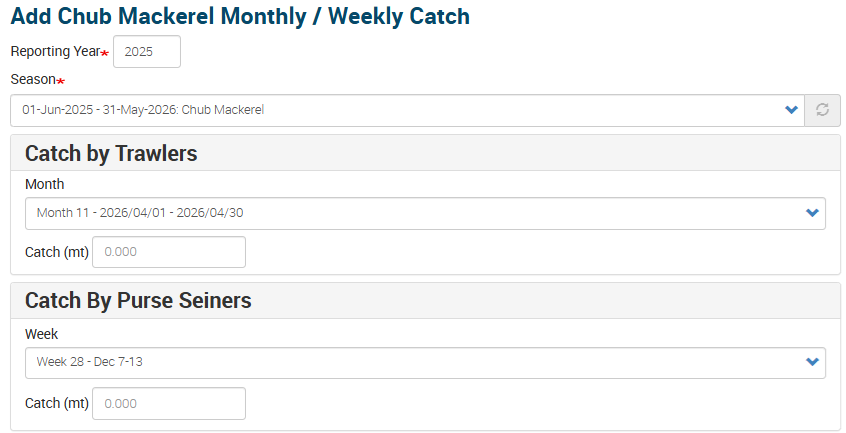 Add Chub Mackerel Monthly / Weekly Catch
Reporting Year* 2025
Season*
01-Jun-2025 - 31-May-2026: Chub Mackerel
Catch by Trawlers
Month
Month 11 - 2026/04/01 - 2026/04/30
Catch (mt) 0.000
Catch By Purse Seiners
Week
Week 28 - Dec 7-13
Catch (mt) 0.000